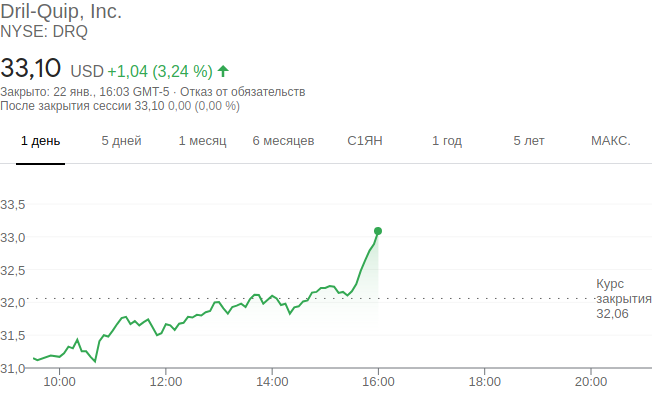 Dril-Quip, Inc.
NYSE: DRQ
33,10 USD +1,04 (3,24 %)
Закрыто: 22 янв., 16:03 GMT-5 · Отказ от обязательств
После закрытия сессии 33,10 0,00 (0,00 %)
1 день 5 дней 1 месяц 6 месяцев С1ЯН 1 год 5 лет МАКС.
33,5
33,0
32,5
Курс
32,0 закрытия
32,06
31,5
31,0
10:00 12:00 14:00 16:00 18:00 20:00